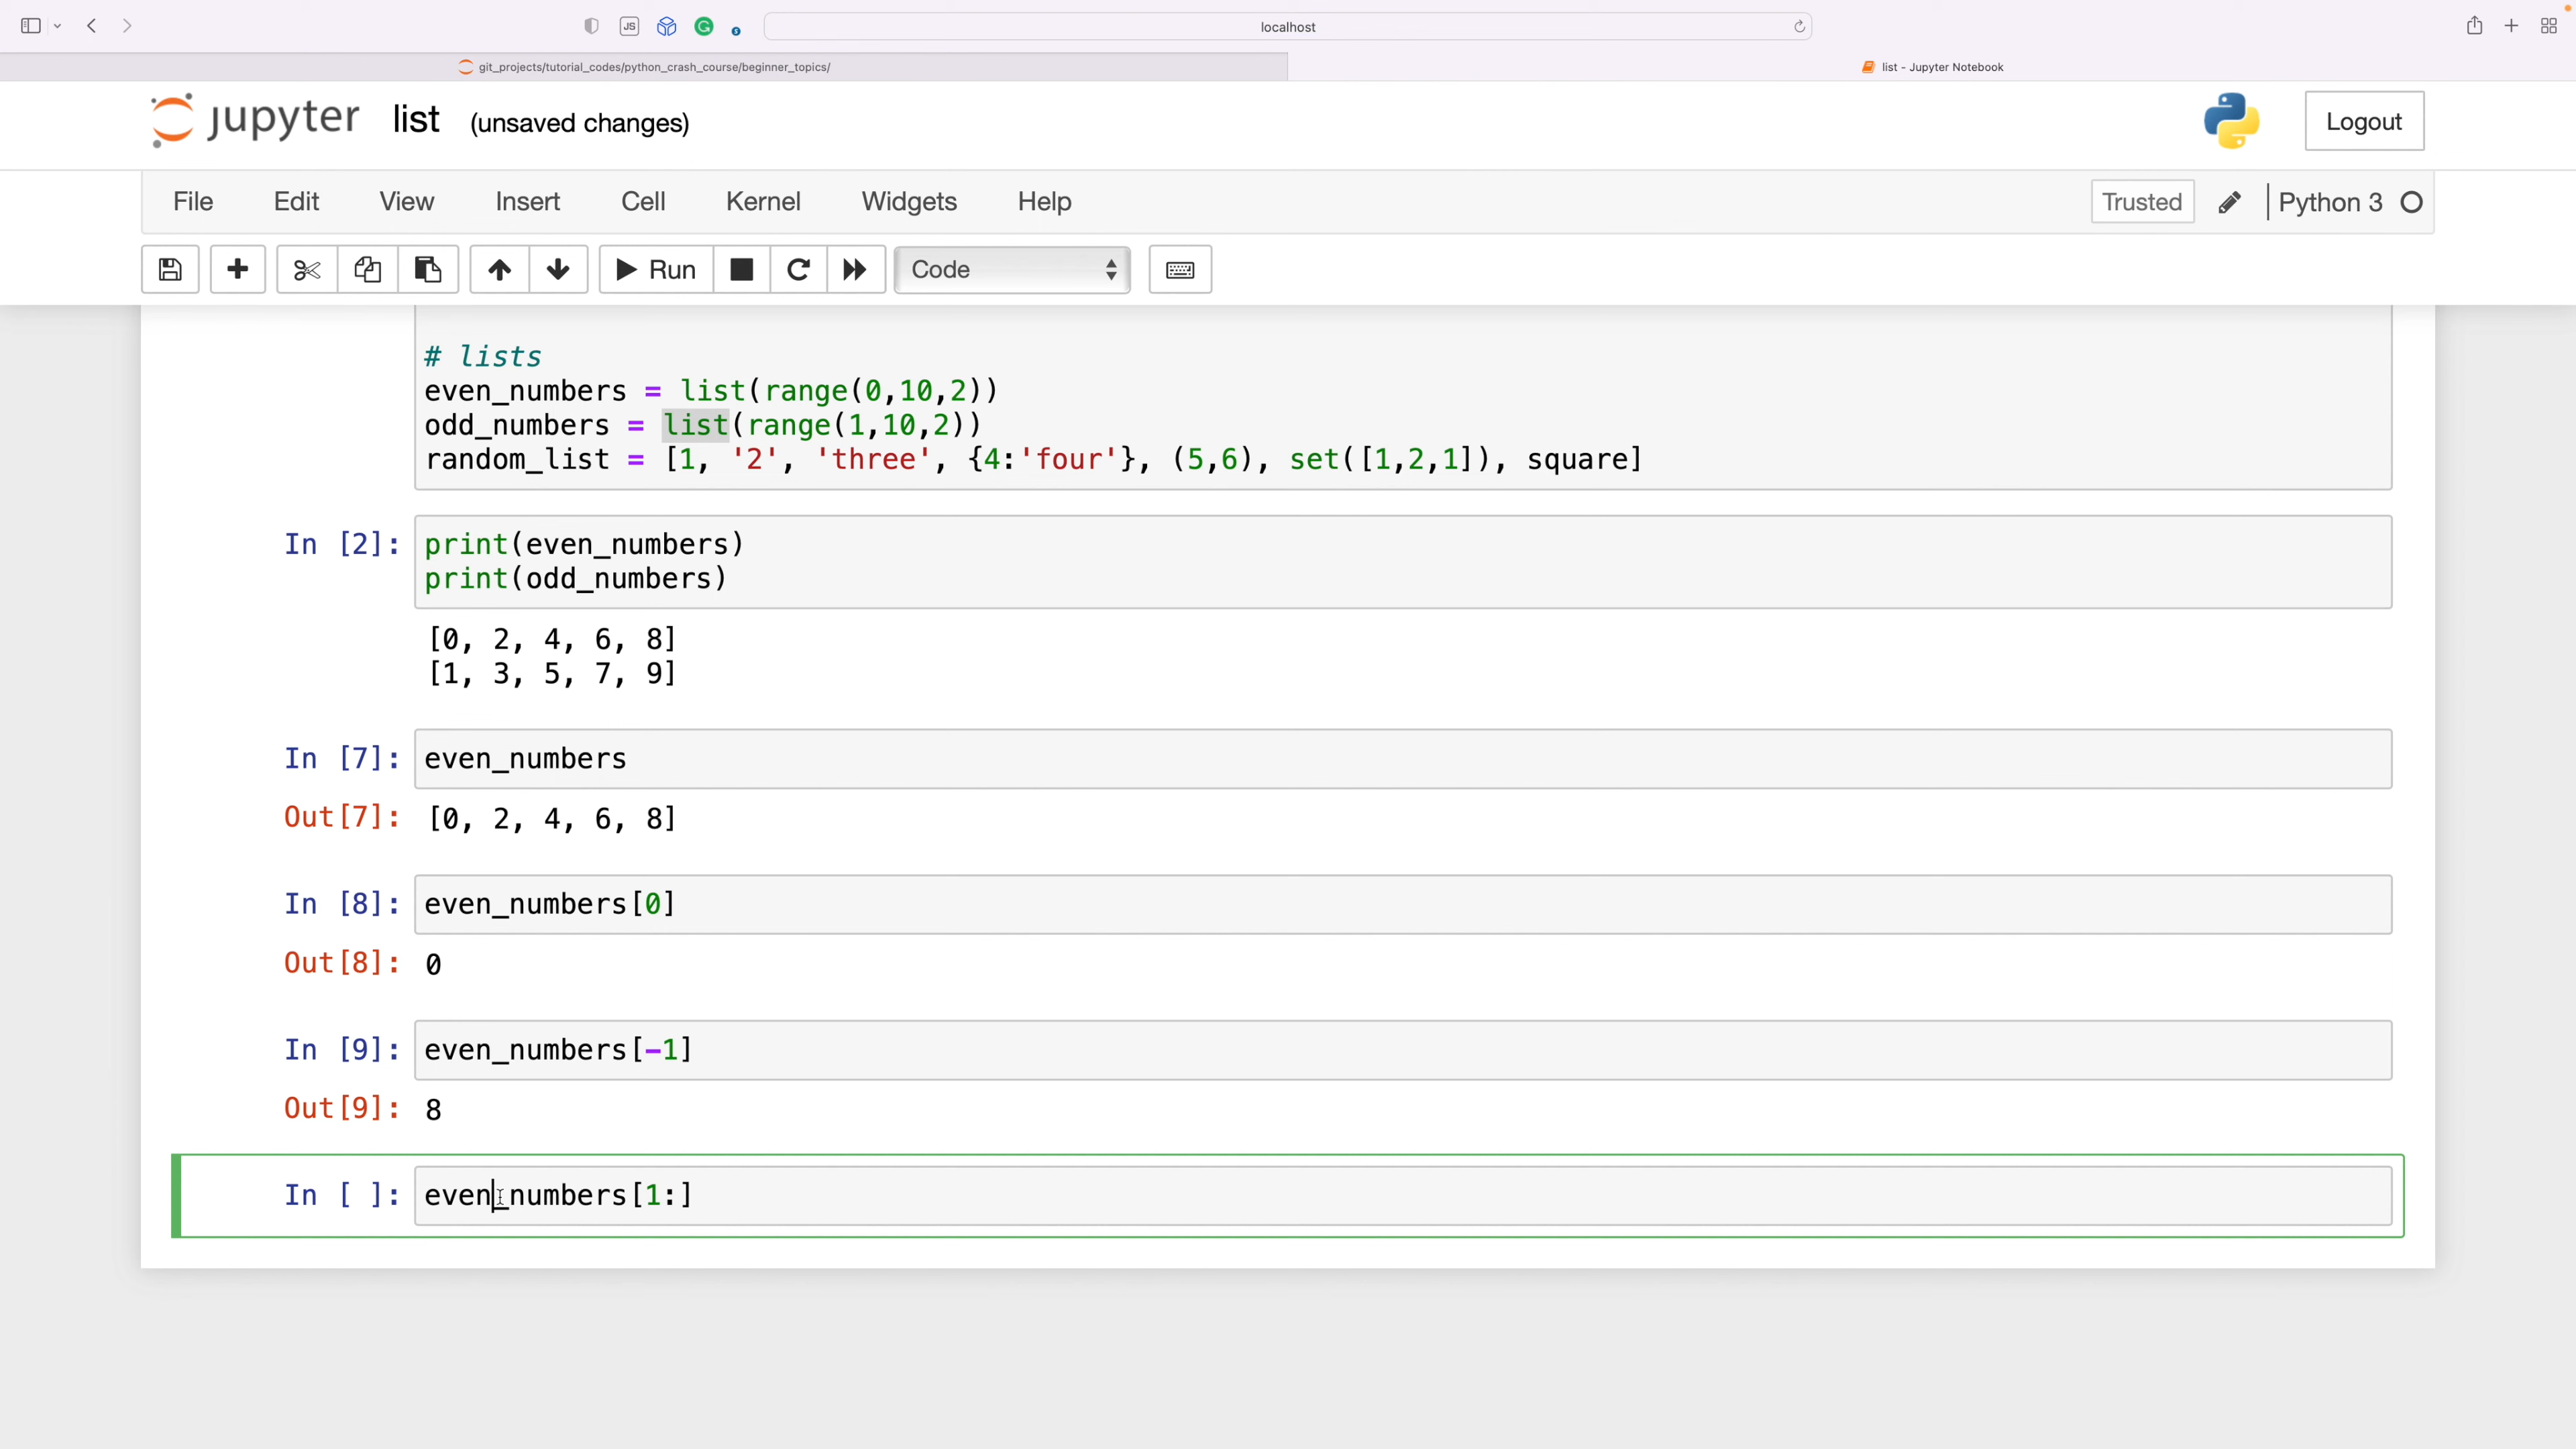 localhost
git_projects/tutorial_codes/python_crash_course/beginner_topics/
list - Jupyter Notebook
jupyter list (unsaved changes)
Logout
File Edit View Insert Cell Kernel Widgets Help
Trusted Python 3
Run Code
# lists
even_numbers = list(range(0,10,2))
odd_numbers = list(range(1,10,2))
random_list = [1, '2', 'three', {4:'four'}, (5,6), set([1,2,1]), square]
In [2]: print(even_numbers)
print(odd_numbers)
[0, 2, 4, 6, 8]
[1, 3, 5, 7, 9]
In [7]: even_numbers
Out[7]: [0, 2, 4, 6, 8]
In [8]: even_numbers[0]
Out[8]: 0
In [9]: even_numbers[-1]
Out[9]: 8
In [ ]: even_numbers[1:]